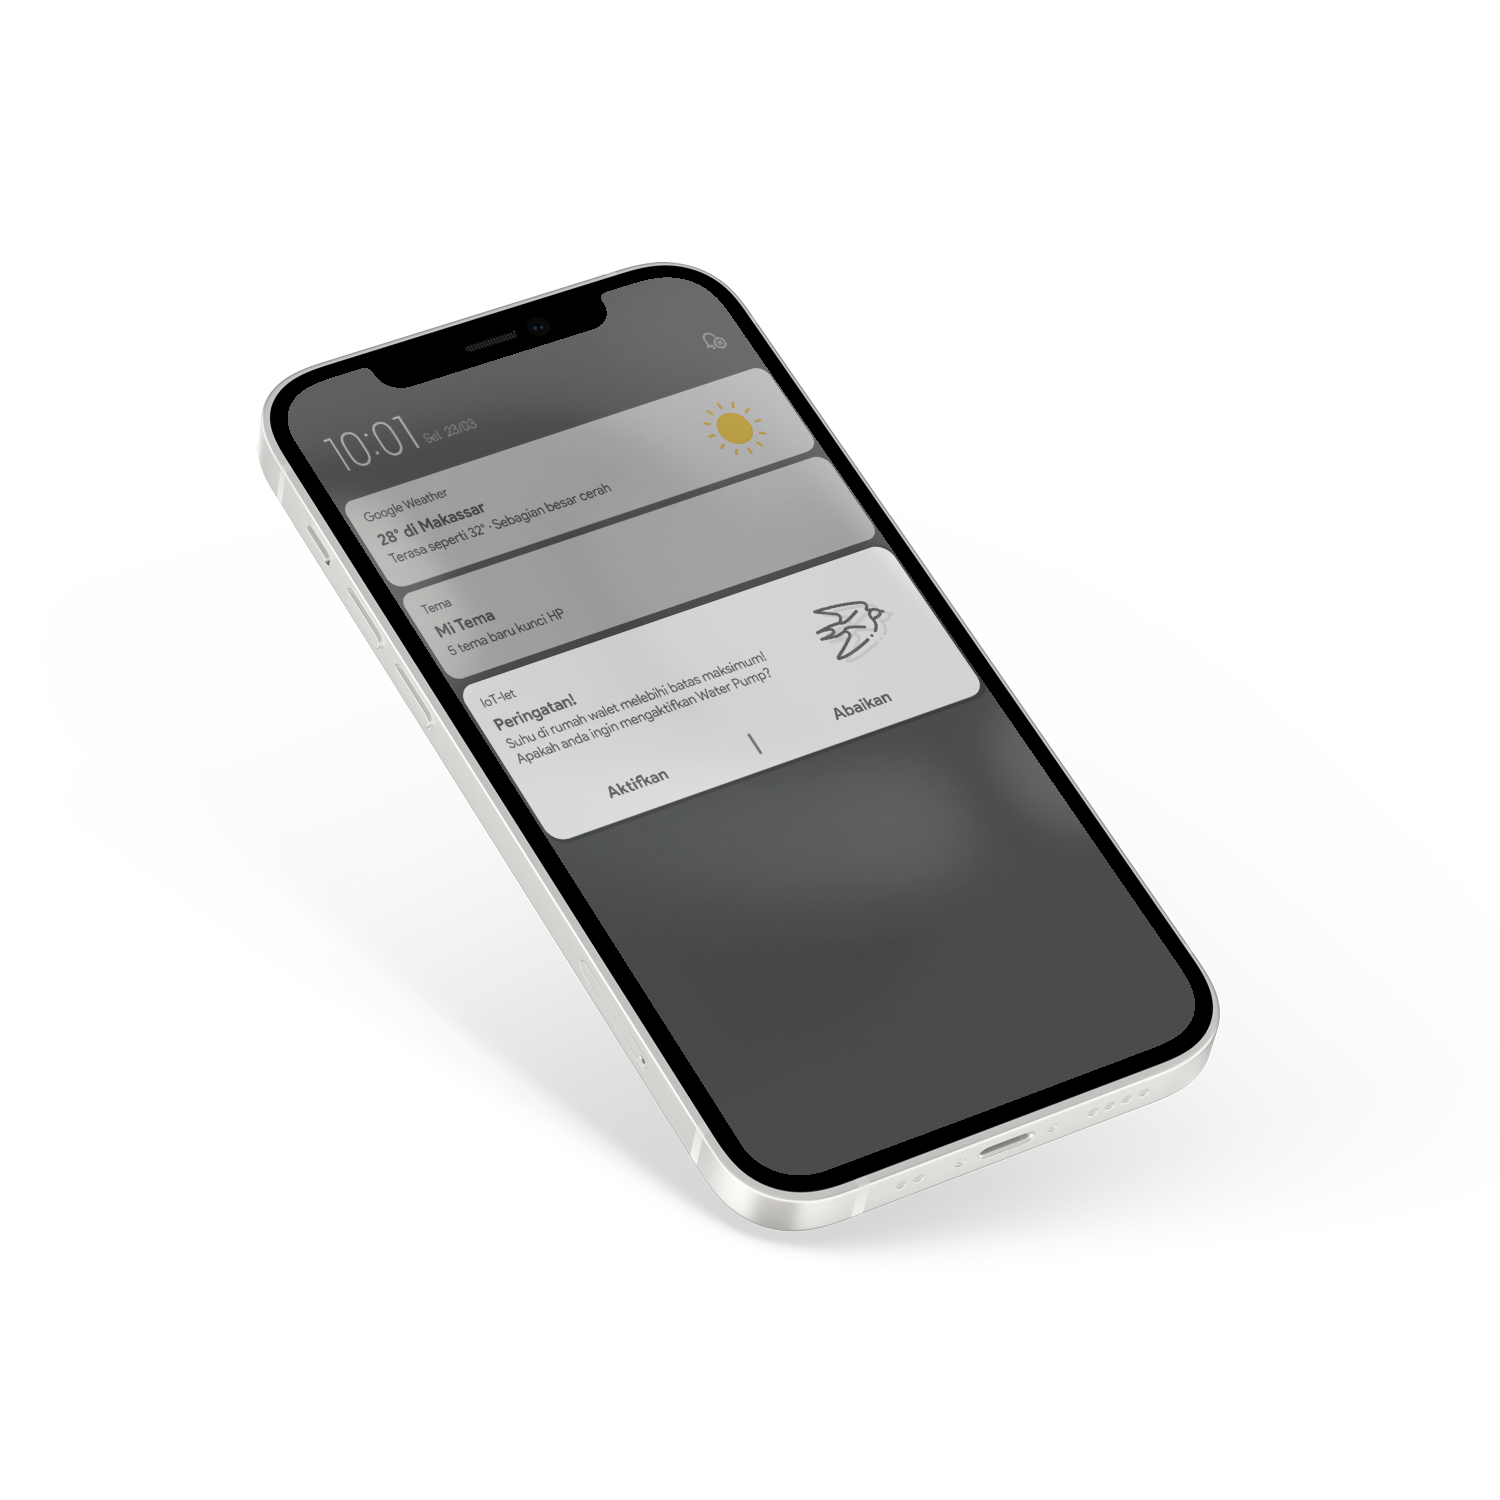 10:01 Sel 23/03
Google Weather
28° di Makassar
Terasa seperti 32° · Sebagian besar cerah
Tema
Mi Tema
5 tema baru kunci HP
IoT-let
Peringatan!
Suhu di rumah walet melebihi batas maksimum!
Apakah anda ingin mengaktifkan Water Pump?
Aktifkan | Abaikan